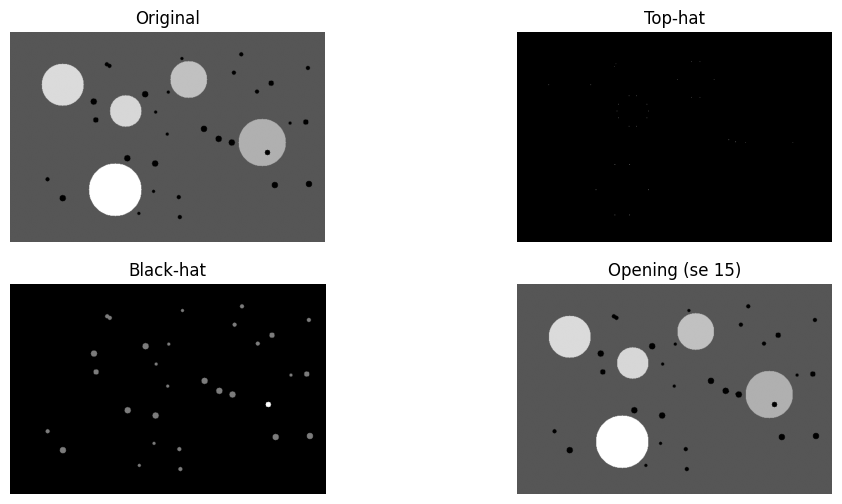 Original
Top-hat
Black-hat
Opening (se 15)